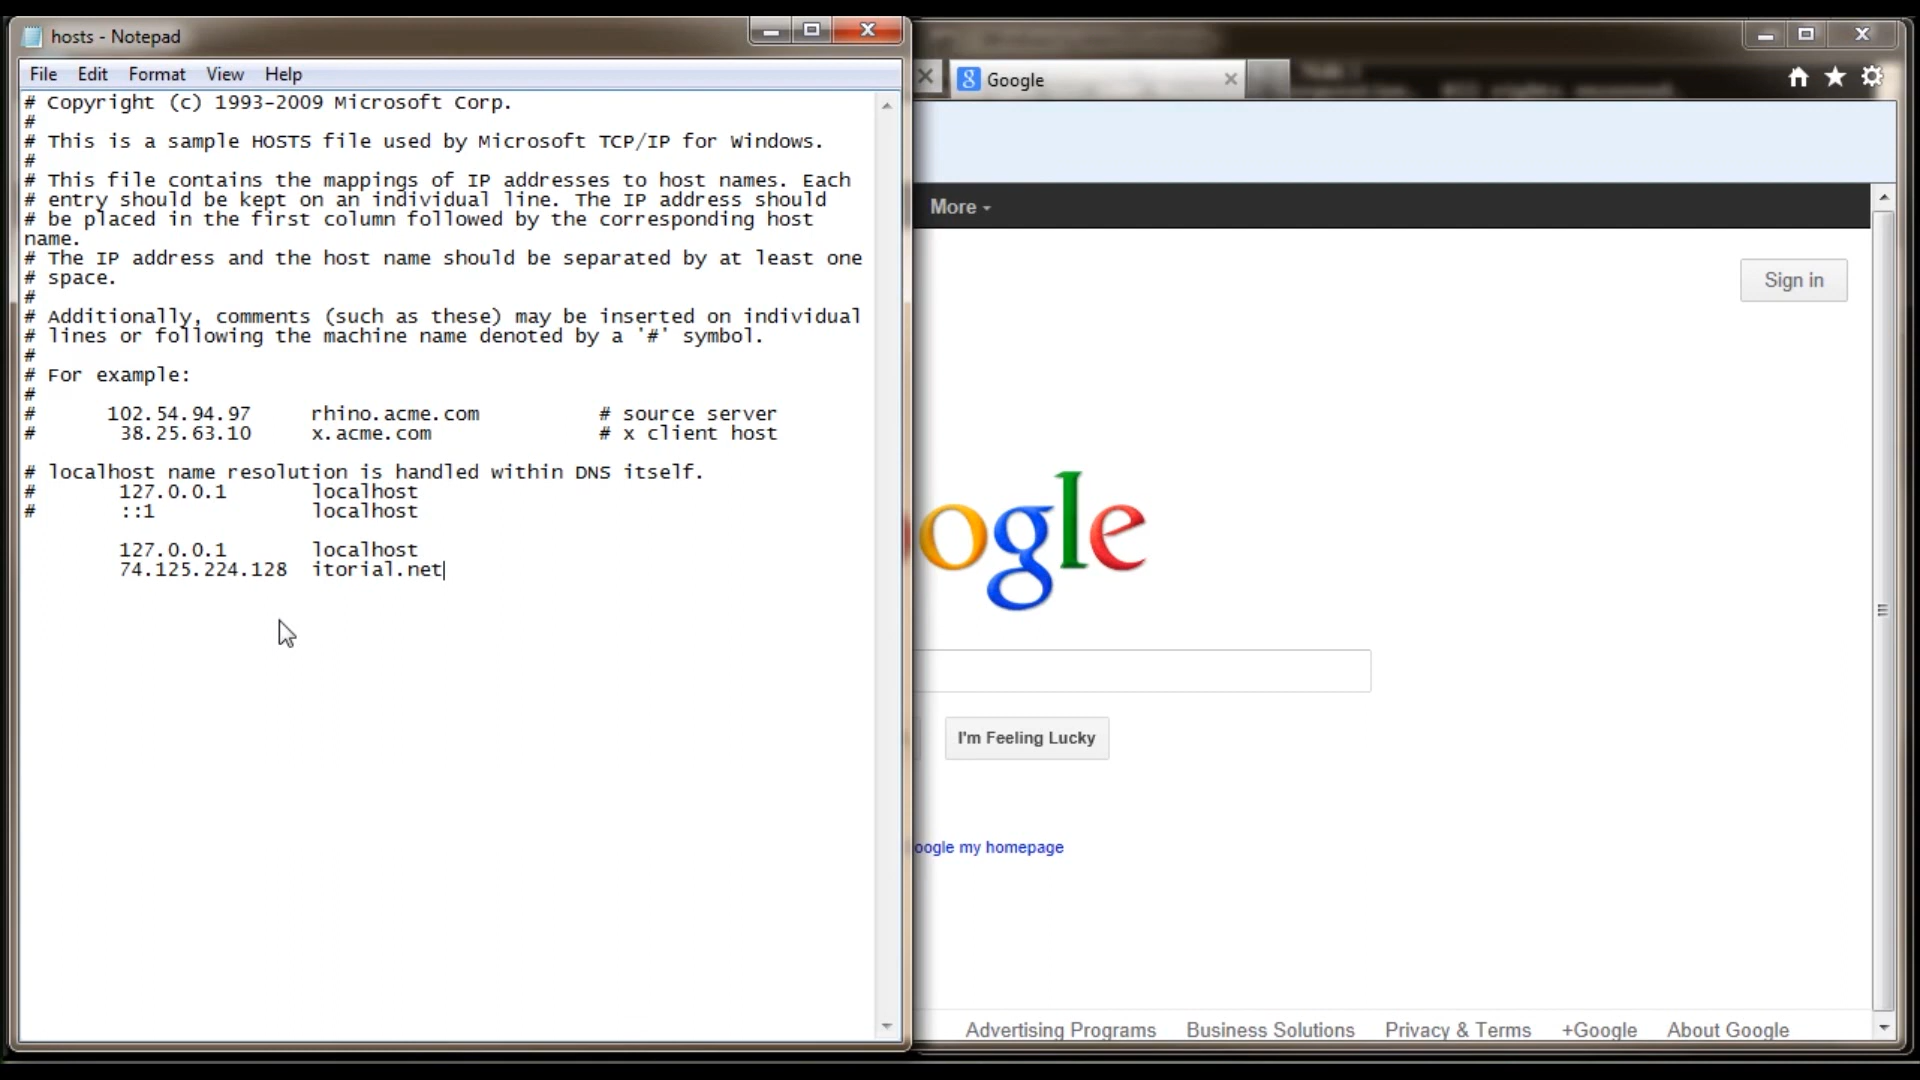 hosts - Notepad
File Edit Format View Help
# Copyright (c) 1993-2009 Microsoft Corp.
#
# This is a sample HOSTS file used by Microsoft TCP/IP for Windows.
#
# This file contains the mappings of IP addresses to host names. Each
# entry should be kept on an individual line. The IP address should
# be placed in the first column followed by the corresponding host
name.
# The IP address and the host name should be separated by at least one
# space.
#
# Additionally, comments (such as these) may be inserted on individual
# lines or following the machine name denoted by a '#' symbol.
#
# For example:
#
# 102.54.94.97 rhino.acme.com # source server
# 38.25.63.10 x.acme.com # x client host
# localhost name resolution is handled within DNS itself.
# 127.0.0.1 localhost
# ::1 localhost
127.0.0.1 localhost
74.125.224.128 itorial.net
Google
More
Sign in
ogle
I'm Feeling Lucky
oogle my homepage
Advertising Programs Business Solutions Privacy & Terms +Google About Google